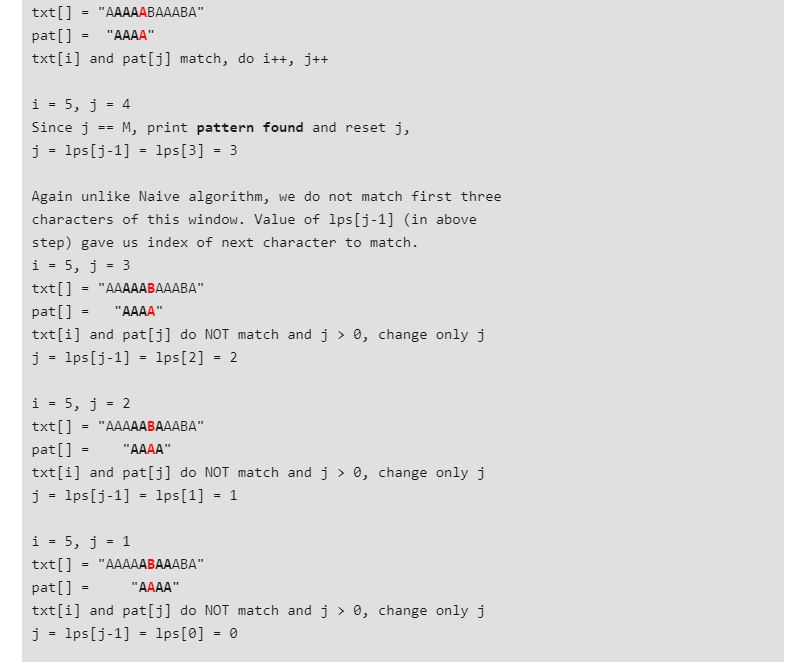 txt[] = "AAAAABAAABA"
pat[] =  "AAAA"
txt[i] and pat[j] match, do i++, j++

i = 5, j = 4
Since j == M, print pattern found and reset j,
j = lps[j-1] = lps[3] = 3

Again unlike Naive algorithm, we do not match first three
characters of this window. Value of lps[j-1] (in above
step) gave us index of next character to match.
i = 5, j = 3
txt[] = "AAAAABAAABA"
pat[] =   "AAAA"
txt[i] and pat[j] do NOT match and j > 0, change only j
j = lps[j-1] = lps[2] = 2

i = 5, j = 2
txt[] = "AAAAABAAABA"
pat[] =    "AAAA"
txt[i] and pat[j] do NOT match and j > 0, change only j
j = lps[j-1] = lps[1] = 1

i = 5, j = 1
txt[] = "AAAAABAAABA"
pat[] =     "AAAA"
txt[i] and pat[j] do NOT match and j > 0, change only j
j = lps[j-1] = lps[0] = 0